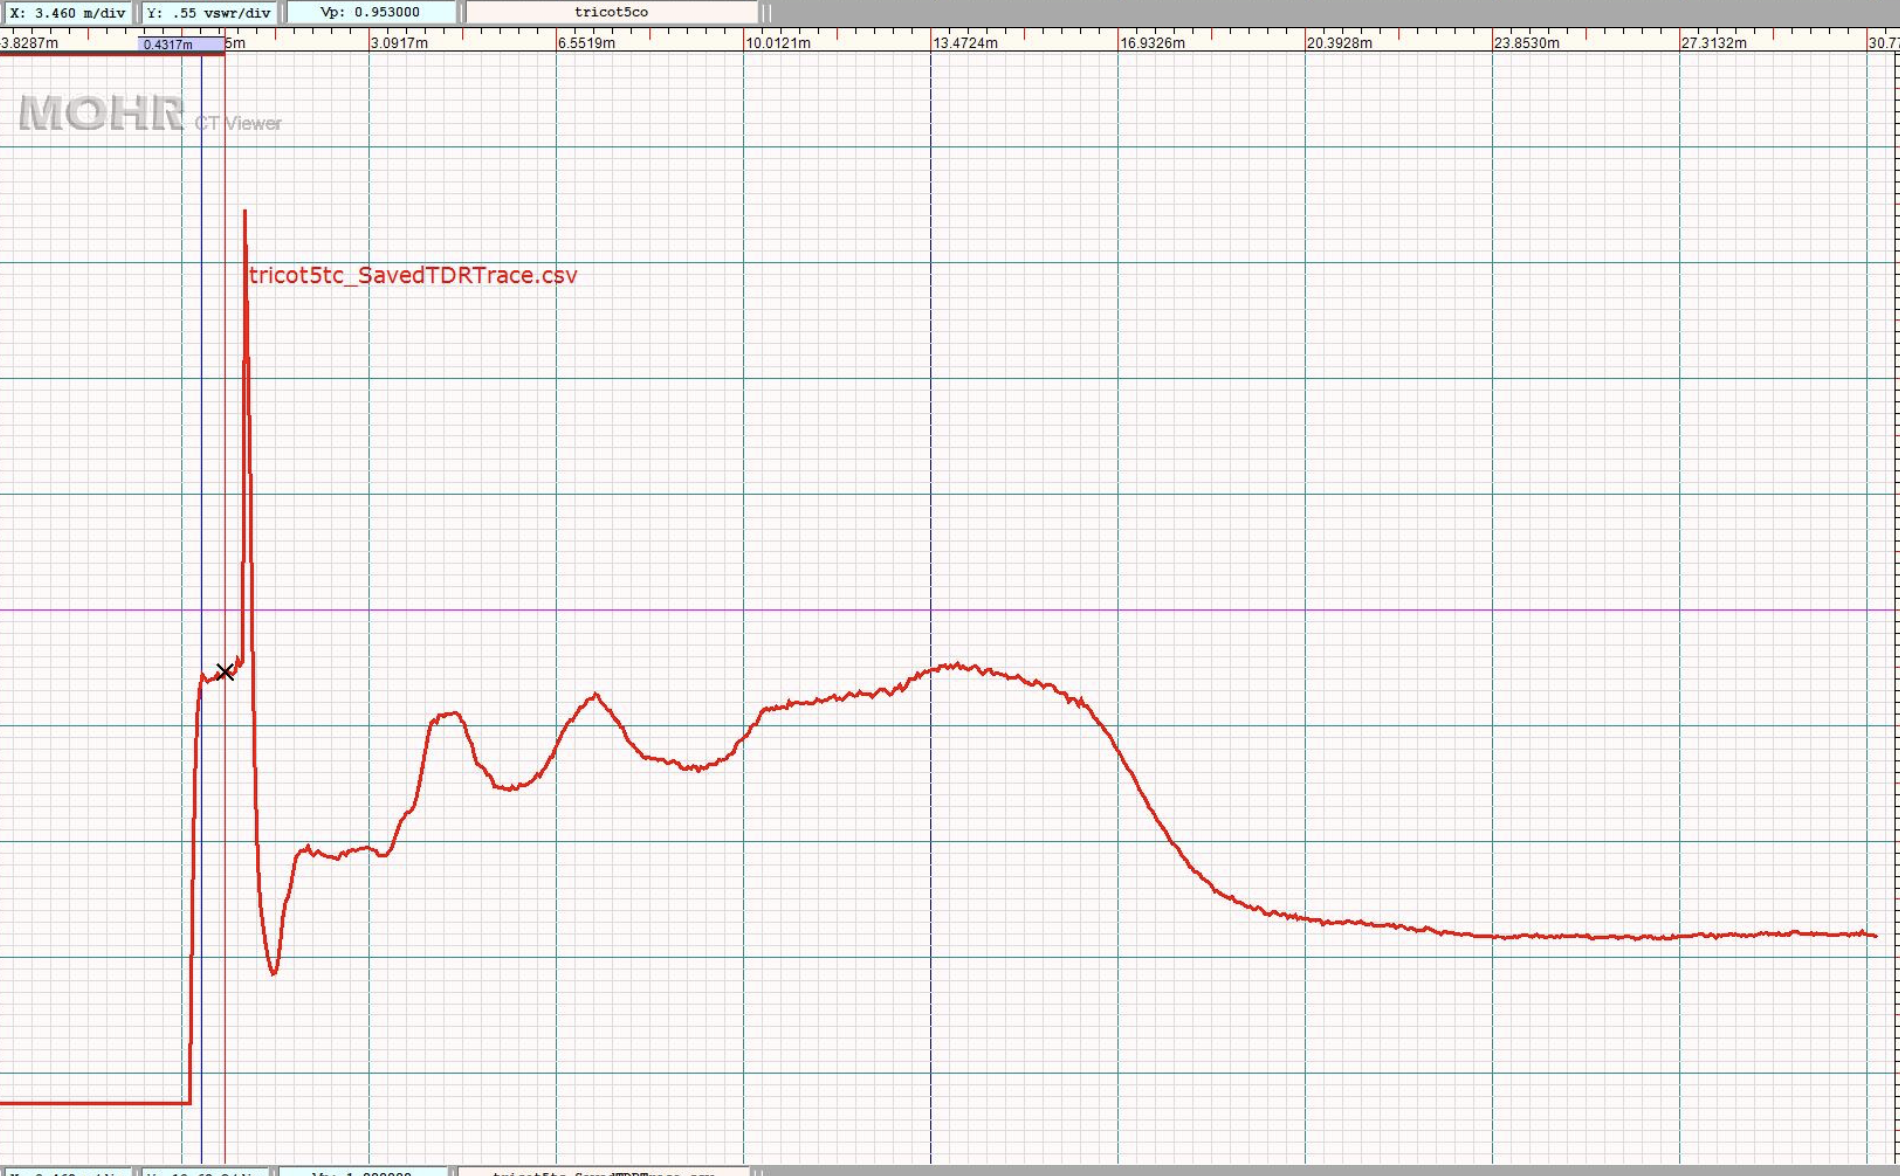 X: 3.460 m/div Y: .55 vswr/div Vp: 0.953000 tricot5co
3.8287m 0.4317m 5m 3.0917m 6.5519m 10.0121m 13.4724m 16.9326m 20.3928m 23.8530m 27.3132m
MOHR CT Viewer
tricot5tc_SavedTDRTrace.csv